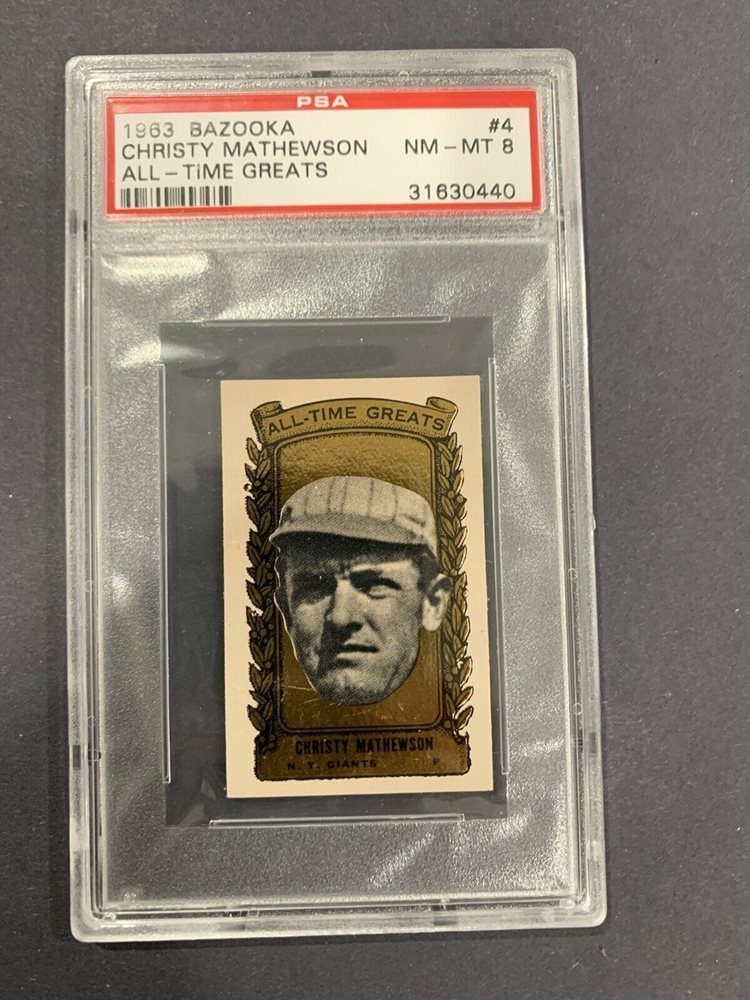 PSA
1963 BAZOOKA #4
CHRISTY MATHEWSON NM - MT 8
ALL - TiME GREATS
31630440
ALL-TIME GREATS
CHRISTY MATHEWSON
N. Y. GIANTS P